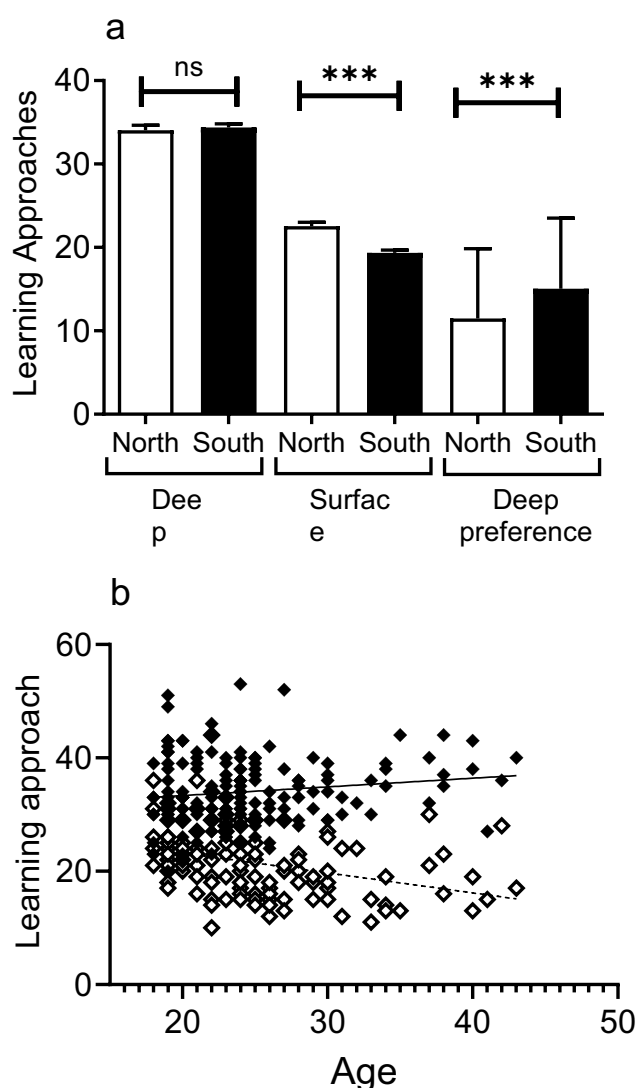 a
ns
***
***
40
30
20
10
0
Learning Approaches
North South North South North South
Dee
p
Surfac
e
Deep
preference
b
60
40
20
0
Learning approach
20 30 40 50
Age